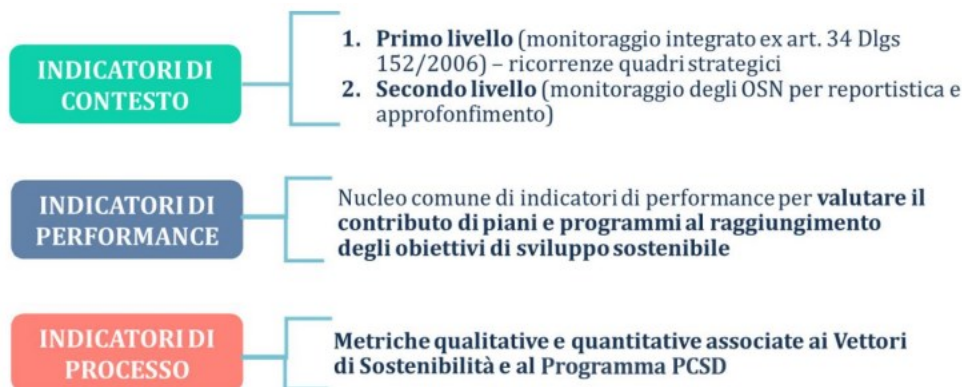 INDICATORI DI
CONTESTO
1. Primo livello (monitoraggio integrato ex art. 34 Dlgs
152/2006) – ricorrenze quadri strategici
2. Secondo livello (monitoraggio degli OSN per reportistica e
approfonfimento)
INDICATORI DI
PERFORMANCE
Nucleo comune di indicatori di performance per valutare il
contributo di piani e programmi al raggiungimento
degli obiettivi di sviluppo sostenibile
INDICATORI DI
PROCESSO
Metriche qualitative e quantitative associate ai Vettori
di Sostenibilità e al Programma PCSD